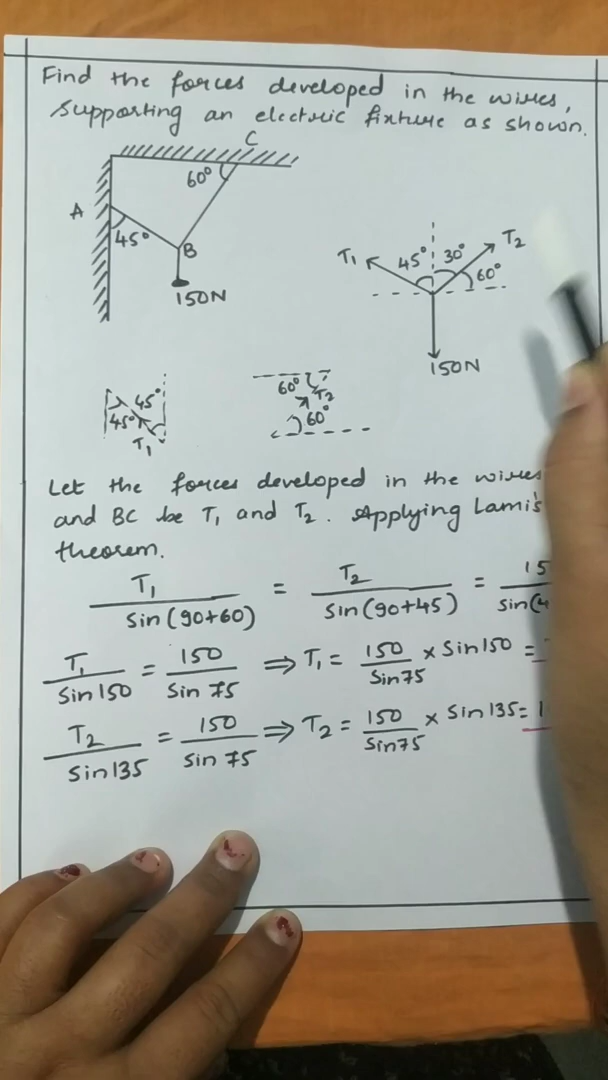 Find the forces developed in the wires,
Supporting an electric fixture as shown.
C
60°
A
45°
B
150N
T₁ 45° 30° T₂
60°
150N
45°
45°
T₁
60°
T₂
60°
Let the forces developed in the wires
and BC be T₁ and T₂. Applying Lami's
theorem.
T₁/Sin(90+60) = T₂/Sin(90+45) = 15
T₁/Sin150 = 150/Sin 75 ⇒ T₁ = 150/Sin75 × Sin150 =
T₂/Sin135 = 150/Sin 75 ⇒ T₂ = 150/Sin75 × Sin135 = 1